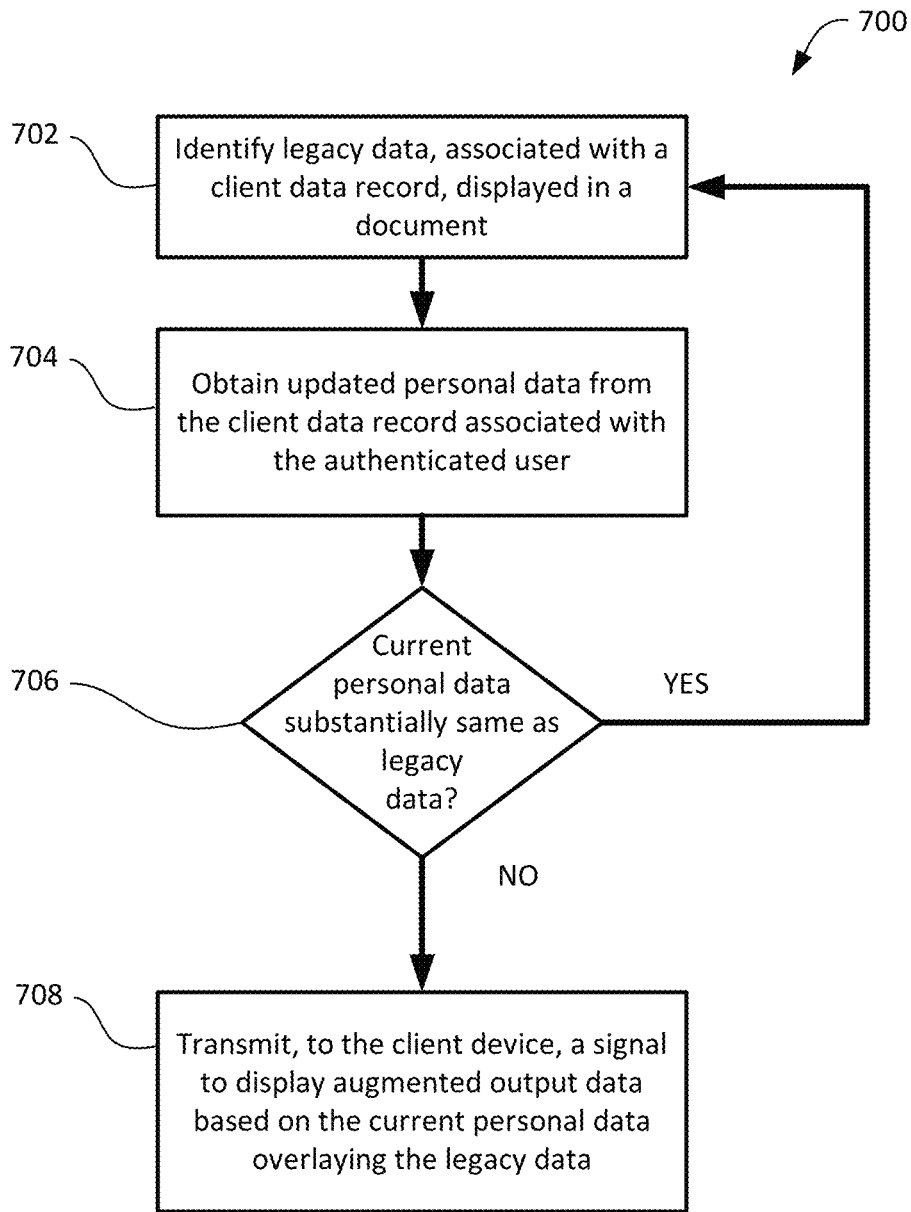 700
702
Identify legacy data, associated with a
client data record, displayed in a
document
704
Obtain updated personal data from
the client data record associated with
the authenticated user
706
Current
personal data
substantially same as
legacy
data?
YES
NO
708
Transmit, to the client device, a signal
to display augmented output data
based on the current personal data
overlaying the legacy data